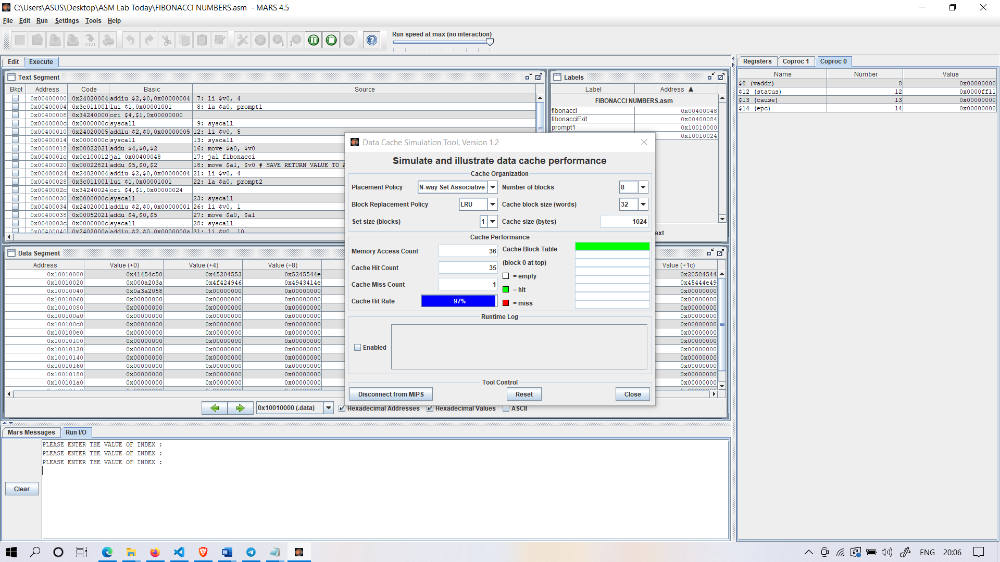 C:\Users\ASUS\Desktop\ASM Lab Today\FIBONACCI NUMBERS.asm - MARS 4.5
File Edit Run Settings Tools Help
Run speed at max (no interaction)
Edit Execute
Registers Coproc 1 Coproc 0
Text Segment
Bkpt Address Code Basic Source
0x00400000 0x24020004 addiu $2,$0,0x00000004 7: li $v0, 4
0x00400004 0x3c011001 lui $1,0x00001001 8: la $a0, prompt1
0x00400008 0x34240000 ori $4,$1,0x00000000
0x0040000c 0x0000000c syscall 9: syscall
0x00400010 0x24020005 addiu $2,$0,0x00000005 12: li $v0, 5
0x00400014 0x0000000c syscall 13: syscall
0x00400018 0x00022021 addu $4,$0,$2 16: move $a0, $v0
0x0040001c 0x0c100012 jal 0x00400048 17: jal fibonacci
0x00400020 0x00022821 addu $5,$0,$2 18: move $a1, $v0 # SAVE RETURN VALUE TO
0x00400024 0x24020004 addiu $2,$0,0x00000004 21: li $v0, 4
0x00400028 0x3c011001 lui $1,0x00001001 22: la $a0, prompt2
0x0040002c 0x34240024 ori $4,$1,0x00000024
0x00400030 0x0000000c syscall 23: syscall
0x00400034 0x24020001 addiu $2,$0,0x00000001 26: li $v0, 1
0x00400038 0x00052021 addu $4,$0,$5 27: move $a0, $a1
0x0040003c 0x0000000c syscall 28: syscall
0x00400040 0x2402000a addiu $2,$0,0x0000000a 31: li $v0, 10
Labels
Label Address ▲
FIBONACCI NUMBERS.asm
fibonacci 0x00400048
fibonacciExit 0x00400084
prompt1 0x10010000
0x10010024
ext
Name Number Value
$8 (vaddr) 8 0x00000000
$12 (status) 12 0x0000ff11
$13 (cause) 13 0x00000000
$14 (epc) 14 0x00000000
Data Cache Simulation Tool, Version 1.2
Simulate and illustrate data cache performance
Cache Organization
Placement Policy N-way Set Associative Number of blocks 8
Block Replacement Policy LRU Cache block size (words) 32
Set size (blocks) 1 Cache size (bytes) 1024
Cache Performance
Memory Access Count 36 Cache Block Table
Cache Hit Count 35 (block 0 at top)
= empty
Cache Miss Count 1 = hit
Cache Hit Rate 97% = miss
Runtime Log
Enabled
Tool Control
Disconnect from MIPS Reset Close
Data Segment
Address Value (+0) Value (+4) Value (+8) Value (+1c)
0x10010000 0x41454c50 0x45204553 0x5245544e 0x20584544
0x10010020 0x000a203a 0x4f424946 0x4943414e 0x45444e49
0x10010040 0x0a3a2058 0x00000000 0x00000000 0x00000000
0x10010060 0x00000000 0x00000000 0x00000000 0x00000000
0x10010080 0x00000000 0x00000000 0x00000000 0x00000000
0x100100a0 0x00000000 0x00000000 0x00000000 0x00000000
0x100100c0 0x00000000 0x00000000 0x00000000 0x00000000
0x100100e0 0x00000000 0x00000000 0x00000000 0x00000000
0x10010100 0x00000000 0x00000000 0x00000000 0x00000000
0x10010120 0x00000000 0x00000000 0x00000000 0x00000000
0x10010140 0x00000000 0x00000000 0x00000000 0x00000000
0x10010160 0x00000000 0x00000000 0x00000000 0x00000000
0x10010180 0x00000000 0x00000000 0x00000000 0x00000000
0x100101a0 0x00000000 0x00000000 0x00000000 0x00000000
0x10010000 (.data) Hexadecimal Addresses Hexadecimal Values ASCII
Mars Messages Run I/O
PLEASE ENTER THE VALUE OF INDEX :
PLEASE ENTER THE VALUE OF INDEX :
PLEASE ENTER THE VALUE OF INDEX :
Clear
ENG 20:06